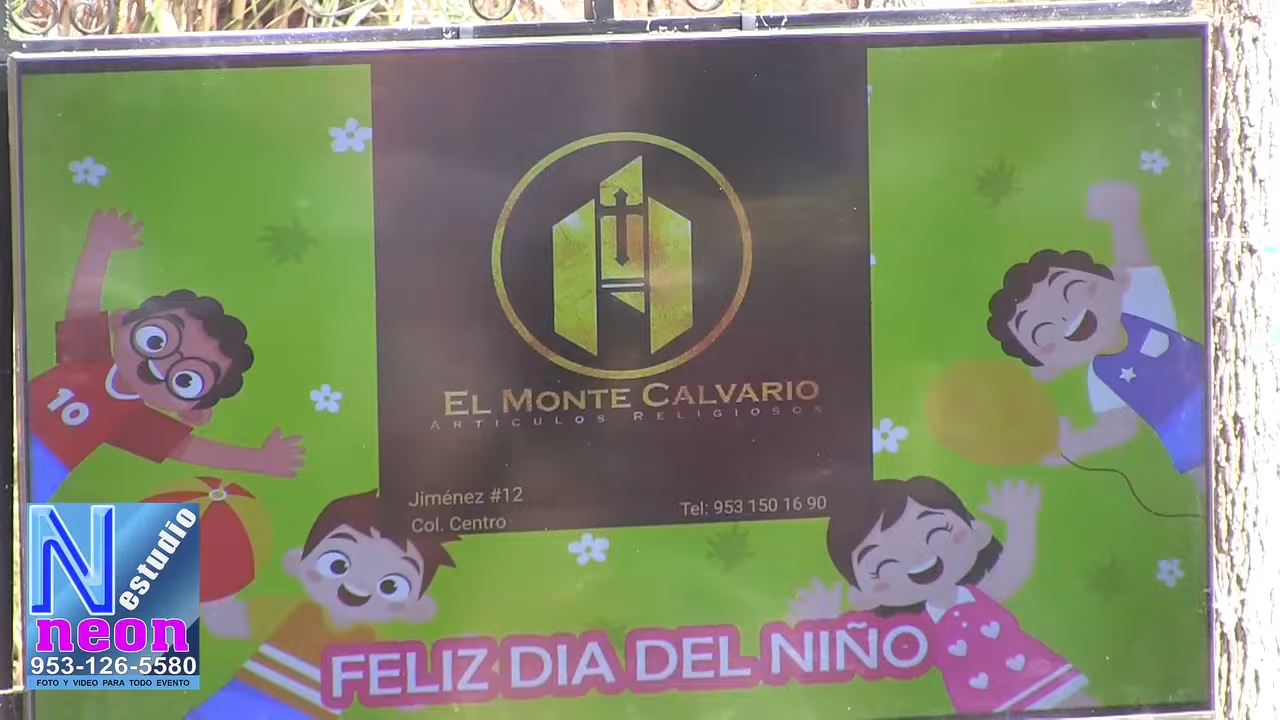 EL MONTE CALVARIO
ARTICULOS RELIGIOSOS
Jiménez #12
Col. Centro
Tel: 953 150 16 90
10
FELIZ DIA DEL NIÑO
N estudio
neon
953-126-5580
FOTO Y VIDEO PARA TODO EVENTO